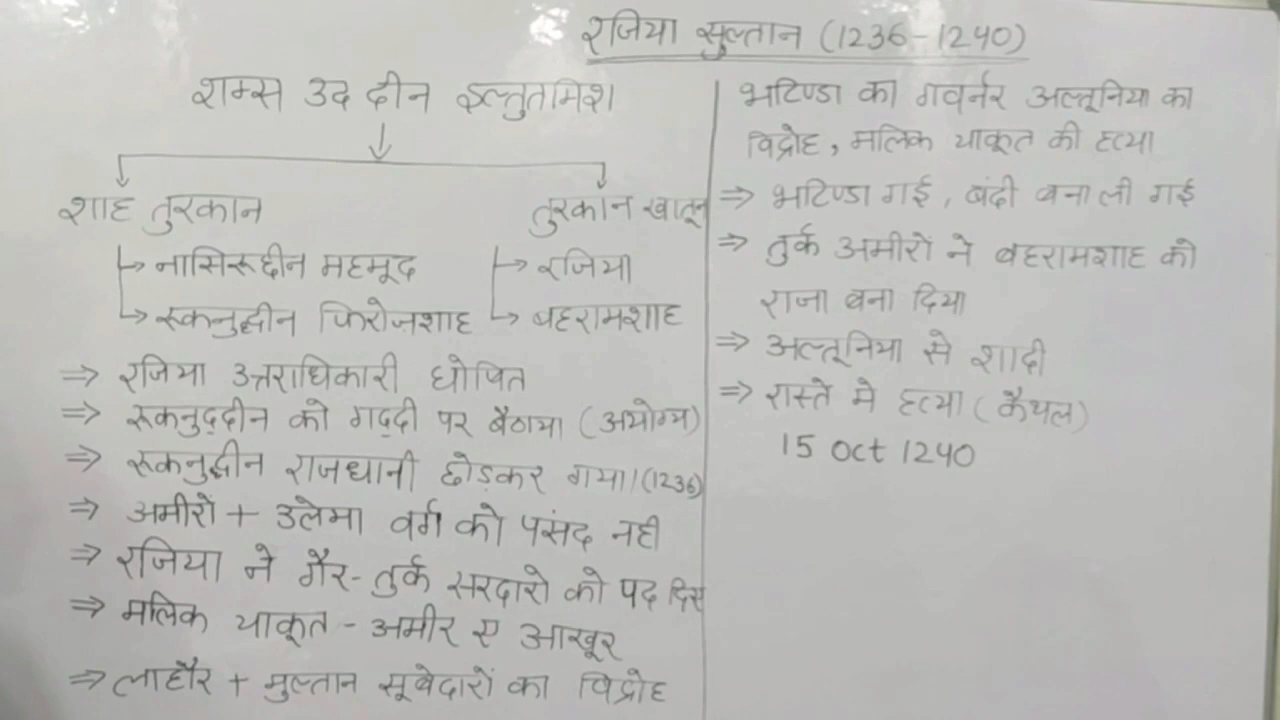 रजिया सुल्तान (1236-1240)
शम्स उद दीन इल्तुतमिश
शाह तुरकान
→ नासिरूद्दीन महमूद
→ रूकनुद्दीन फिरोजशाह
तुरकान खातून
→ रजिया
→ बहरामशाह
⇒ रजिया उत्तराधिकारी घोषित
⇒ रूकनुद्दीन को गद्दी पर बैठाया (अयोग्य)
⇒ रूकनुद्दीन राजधानी छोड़कर गया।(1236)
⇒ अमीरों + उलेमा वर्ग को पसंद नही
⇒ रजिया ने गैर-तुर्क सरदारो को पद दिए
⇒ मलिक याकूत - अमीर ए आखूर
⇒ लाहौर + मुल्तान सूबेदारों का विद्रोह
भटिण्डा का गवर्नर अल्तूनिया का
विद्रोह, मलिक याकूत की हत्या
⇒ भटिण्डा गई, बंदी बना ली गई
⇒ तुर्क अमीरों ने बहरामशाह को
राजा बना दिया
⇒ अल्तूनिया से शादी
⇒ रास्ते मे हत्या (कैथल)
15 Oct 1240